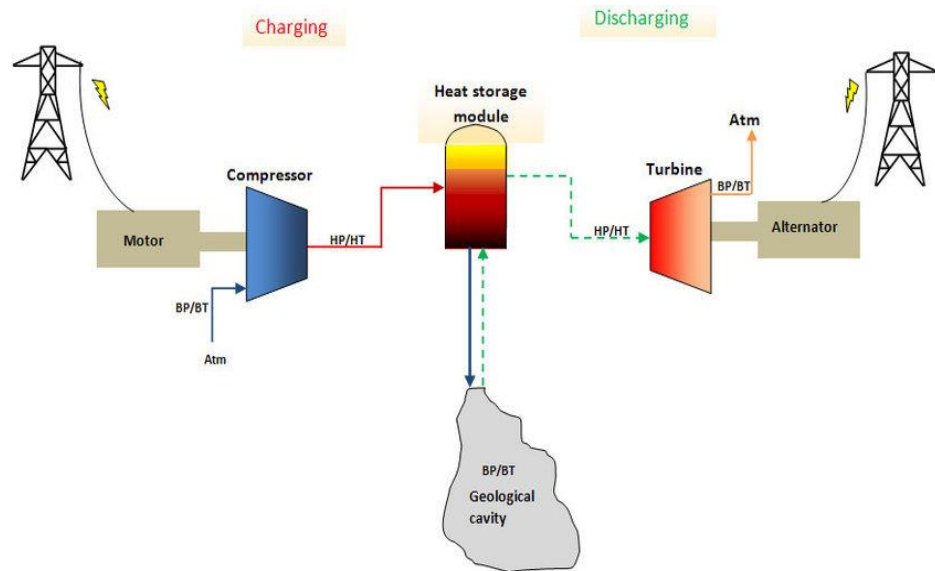 Charging
Discharging
Heat storage
module
Atm
Compressor
Turbine
BP/BT
Motor
HP/HT
HP/HT
Alternator
BP/BT
Atm
BP/BT
Geological
cavity